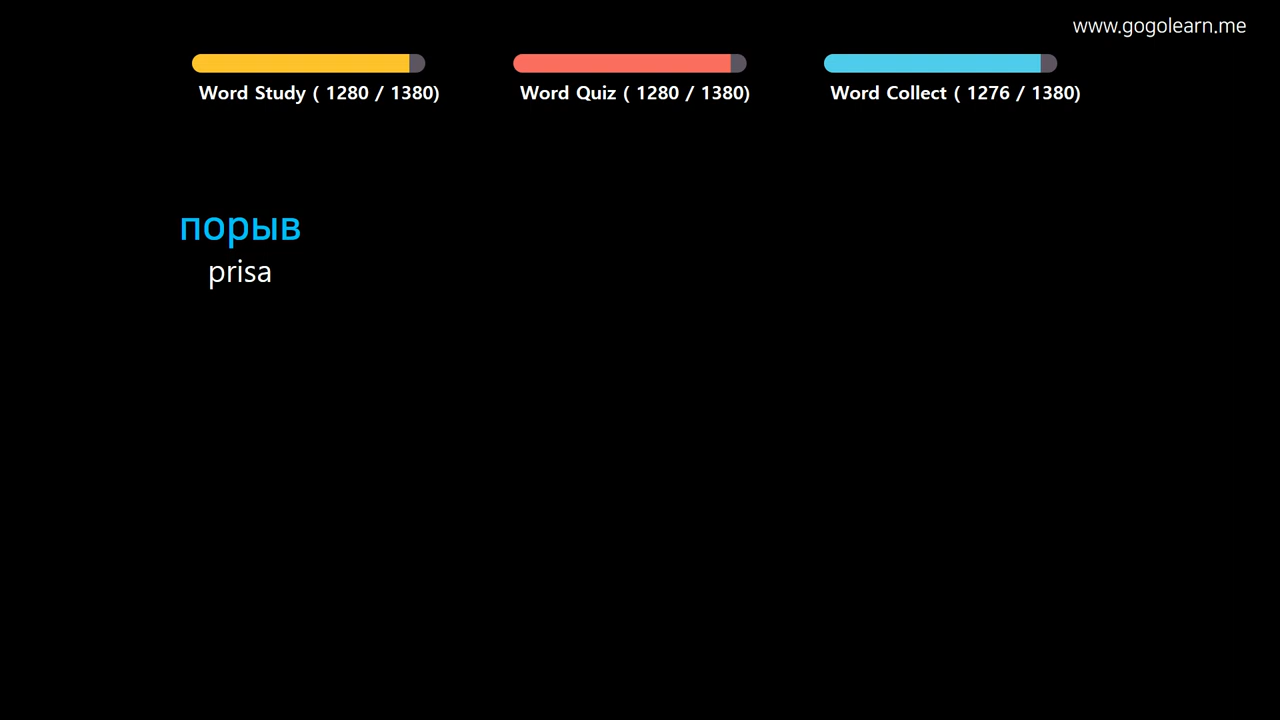 www.gogolearn.me
Word Study ( 1280 / 1380)
Word Quiz ( 1280 / 1380)
Word Collect ( 1276 / 1380)
порыв
prisa